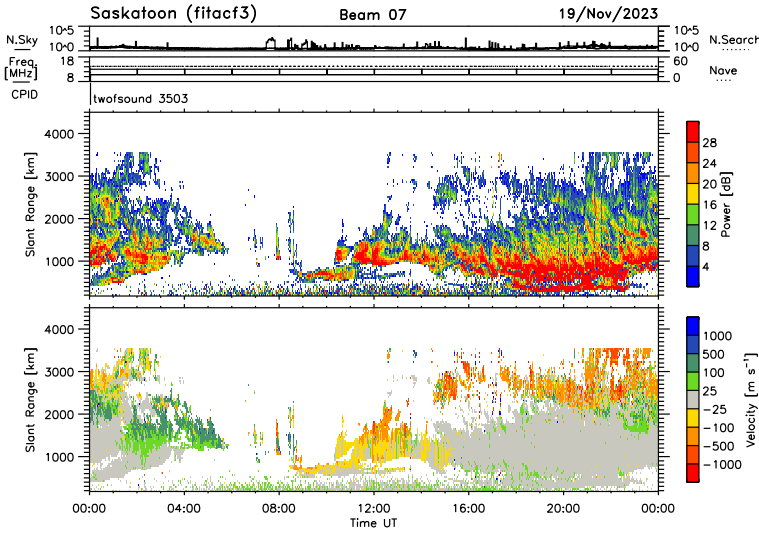 Saskatoon (fitacf3) Beam 07 19/Nov/2023
N.Sky 10^5 10^0 10^5 10^0 N.Search
Freq. [MHz] 18 8 60 0 Nave
CPID twofsound 3503
Slant Range [km] 4000 3000 2000 1000
28 24 20 16 12 8 4 Power [dB]
Slant Range [km] 4000 3000 2000 1000
1000 500 100 25 -25 -100 -500 -1000 Velocity [m s⁻¹]
00:00 04:00 08:00 12:00 16:00 20:00 00:00
Time UT